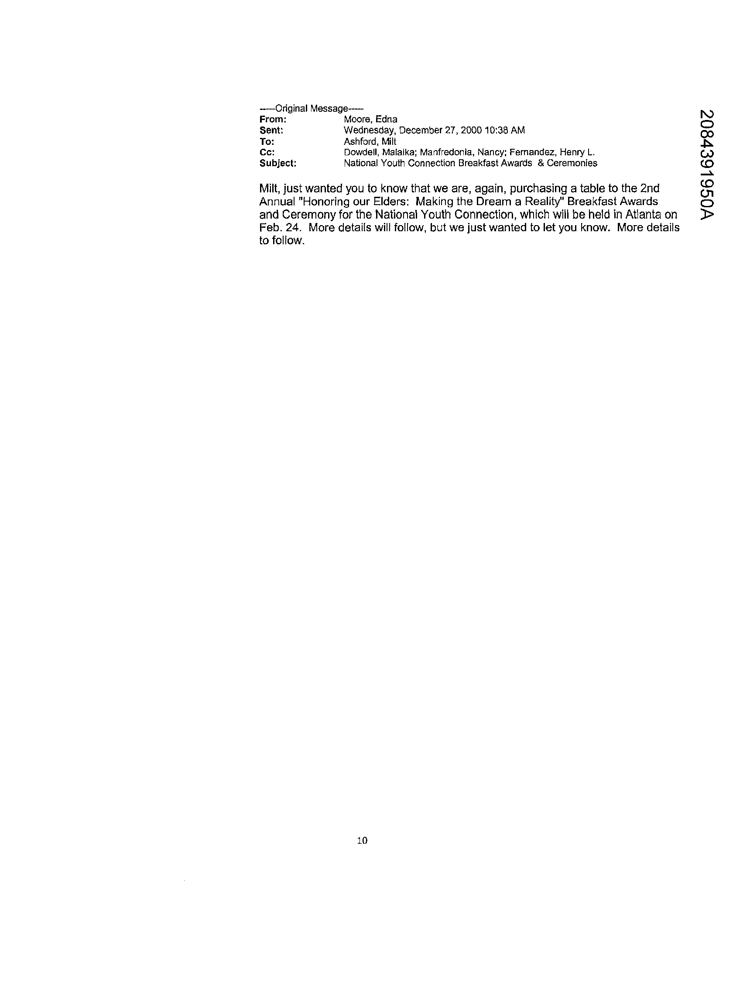 -----Original Message-----
From: Moore, Edna
Sent: Wednesday, December 27, 2000 10:38 AM
To: Ashford, Milt
Cc: Dowdell, Malaika; Manfredonia, Nancy; Fernandez, Henry L.
Subject: National Youth Connection Breakfast Awards & Ceremonies
Milt, just wanted you to know that we are, again, purchasing a table to the 2nd
Annual "Honoring our Elders: Making the Dream a Reality" Breakfast Awards
and Ceremony for the National Youth Connection, which will be held in Atlanta on
Feb. 24. More details will follow, but we just wanted to let you know. More details
to follow.
2084391950A
10